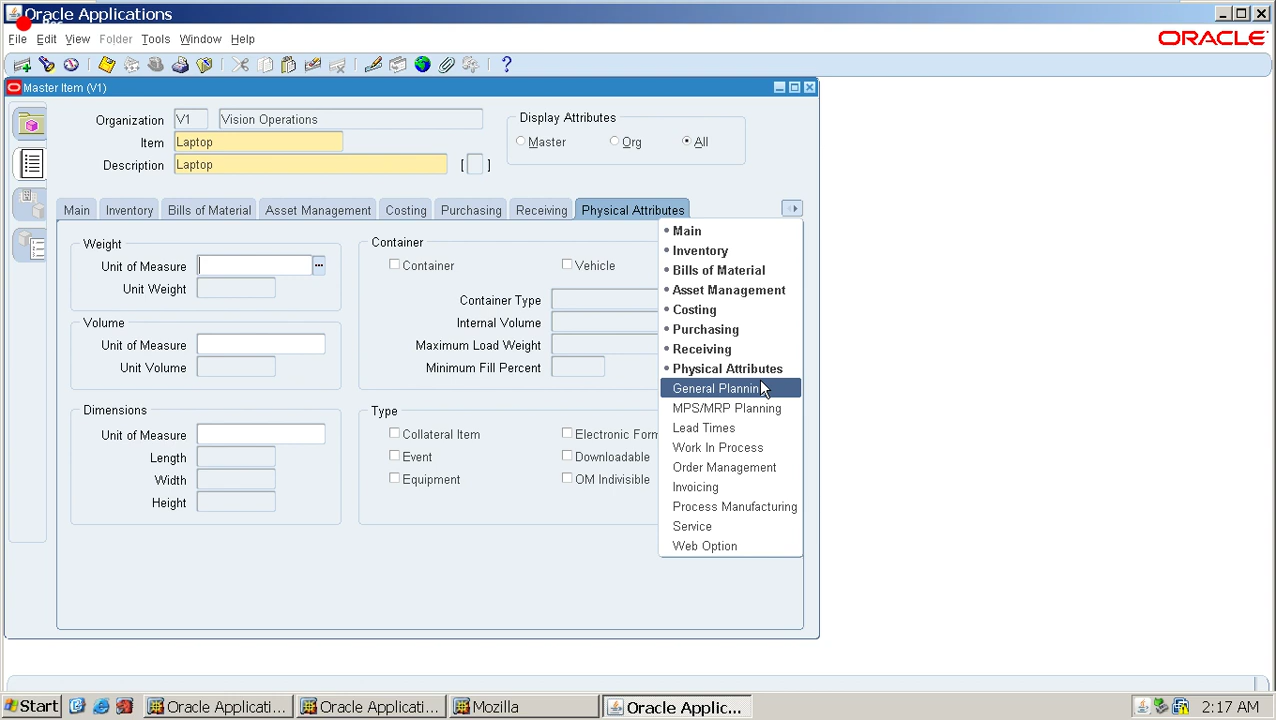 Oracle Applications
File Edit View Folder Tools Window Help
ORACLE
Master Item (V1)
Organization V1 Vision Operations
Display Attributes
Item Laptop
Master Org All
Description Laptop
[ ]
Main Inventory Bills of Material Asset Management Costing Purchasing Receiving Physical Attributes
Weight
Unit of Measure
Unit Weight
Volume
Unit of Measure
Unit Volume
Dimensions
Unit of Measure
Length
Width
Height
Container
Container Vehicle
Container Type
Internal Volume
Maximum Load Weight
Minimum Fill Percent
Type
Collateral Item Electronic Form
Event Downloadable
Equipment OM Indivisible
Main
Inventory
Bills of Material
Asset Management
Costing
Purchasing
Receiving
Physical Attributes
General Plannin
MPS/MRP Planning
Lead Times
Work In Process
Order Management
Invoicing
Process Manufacturing
Service
Web Option
Start Oracle Applicati... Oracle Applicati... Mozilla Oracle Applic... 2:17 AM